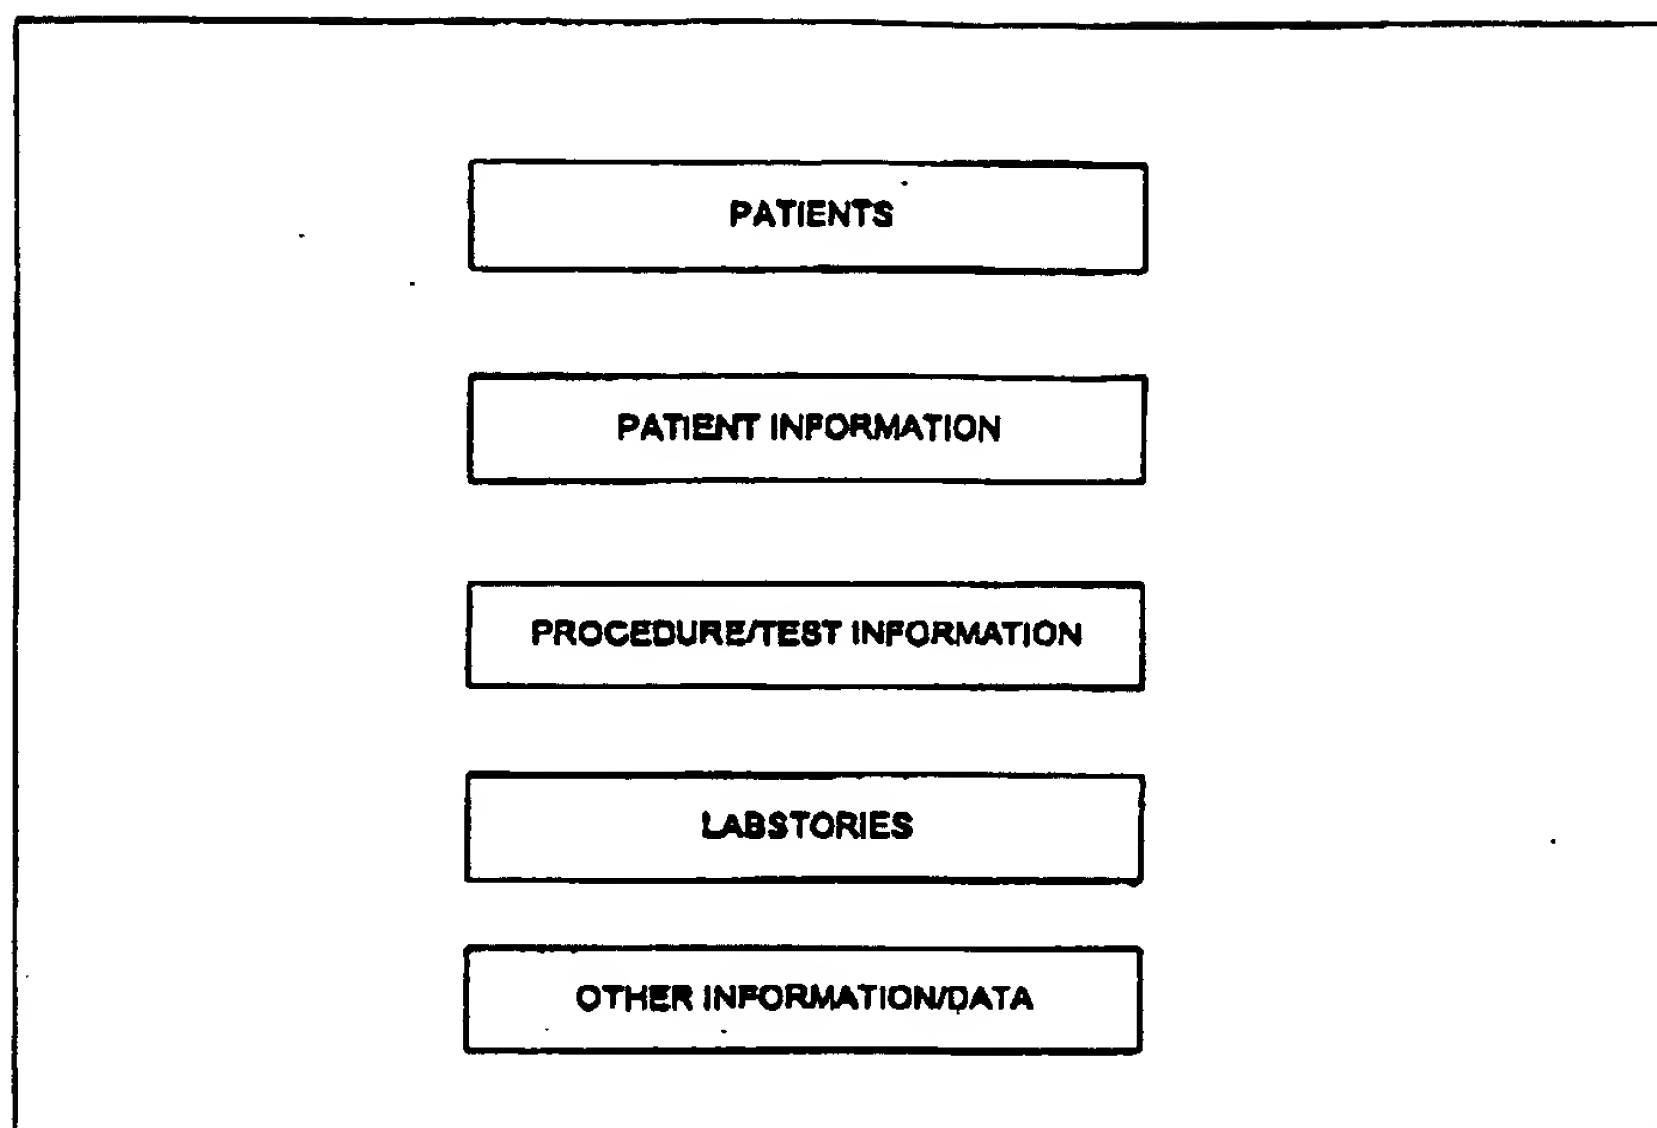 PATIENTS
PATIENT INFORMATION
PROCEDURE/TEST INFORMATION
LABSTORIES
OTHER INFORMATION/DATA